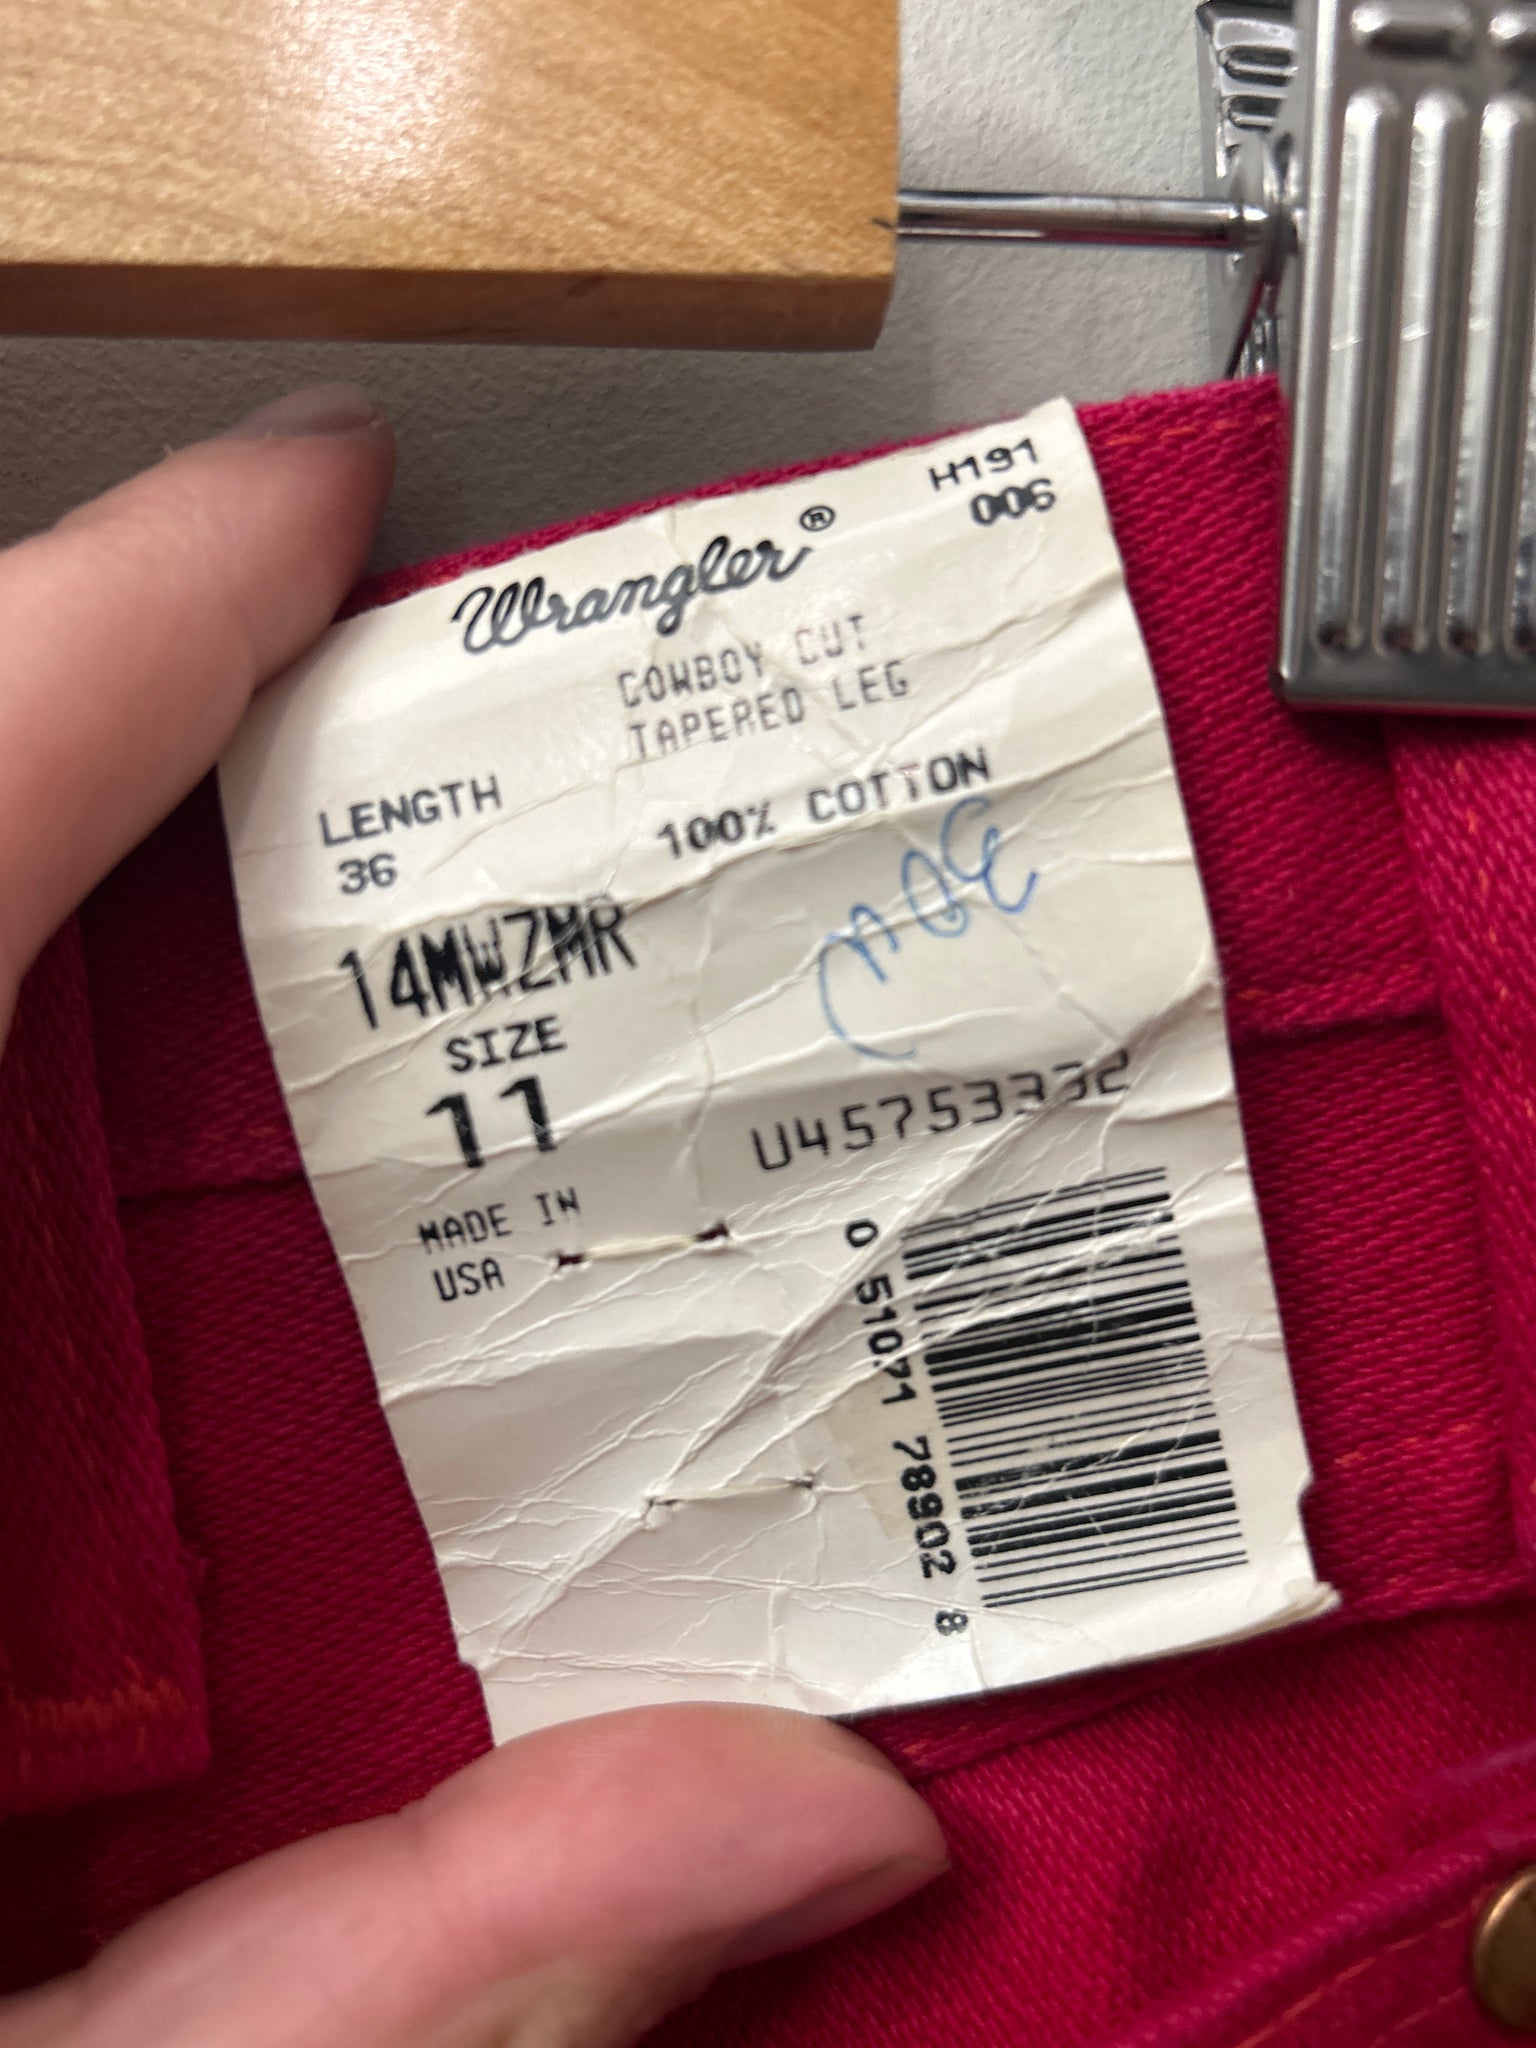 Wrangler®
H191
006
COWBOY CUT
TAPERED LEG
LENGTH
36
100% COTTON
14MWZMR
SIZE
11
MADE IN
USA
U45753332
0 51071 78902 8